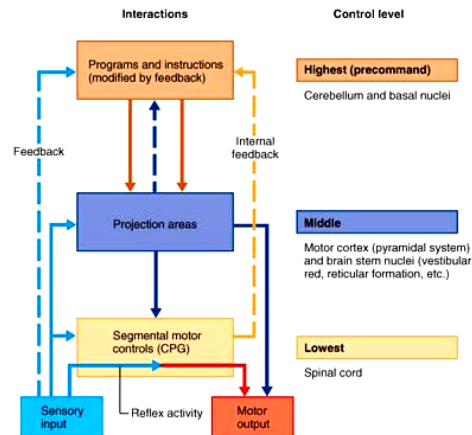 Interactions
Control level
Programs and instructions
(modified by feedback)
Highest (precommand)
Cerebellum and basal nuclei
Feedback
Internal
feedback
Projection areas
Middle
Motor cortex (pyramidal system)
and brain stem nuclei (vestibular
red, reticular formation, etc.)
Segmental motor
controls (CPG)
Lowest
Spinal cord
Sensory
input
Reflex activity
Motor
output